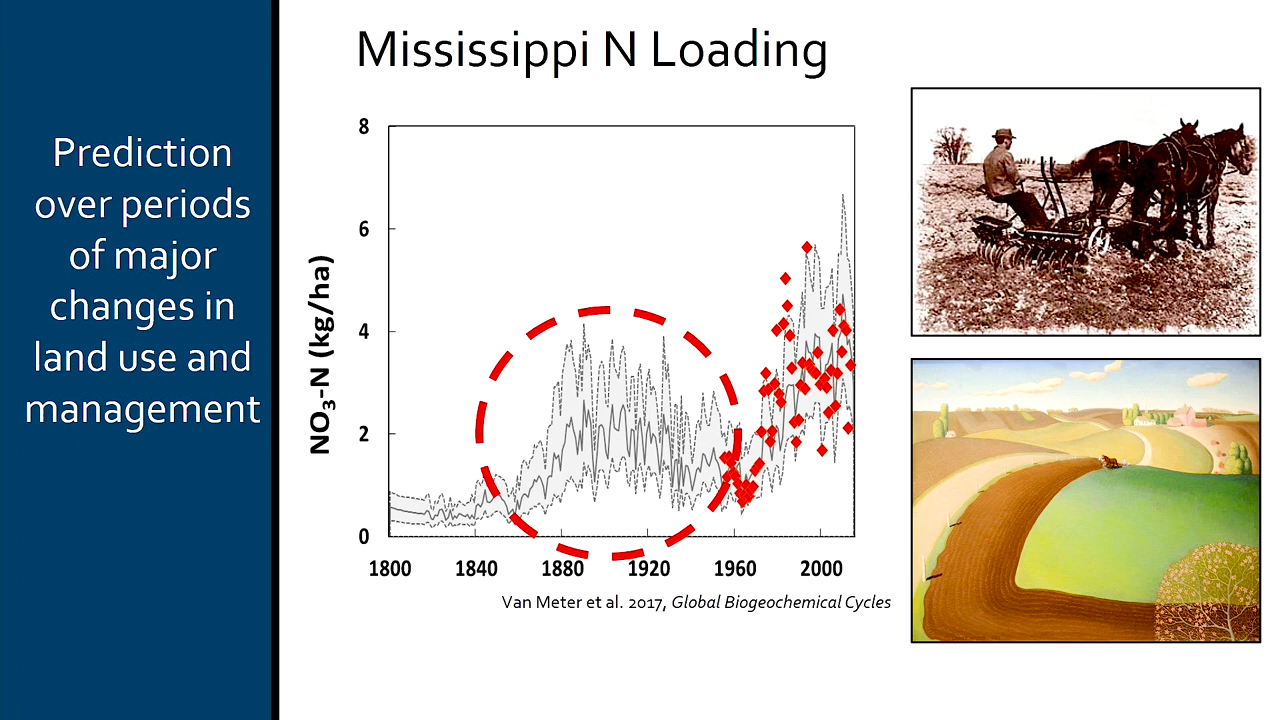 Mississippi N Loading
Prediction
over periods
of major
changes in
land use and
management
NO₃-N (kg/ha)
8
6
4
2
0
1800 1840 1880 1920 1960 2000
Van Meter et al. 2017, Global Biogeochemical Cycles